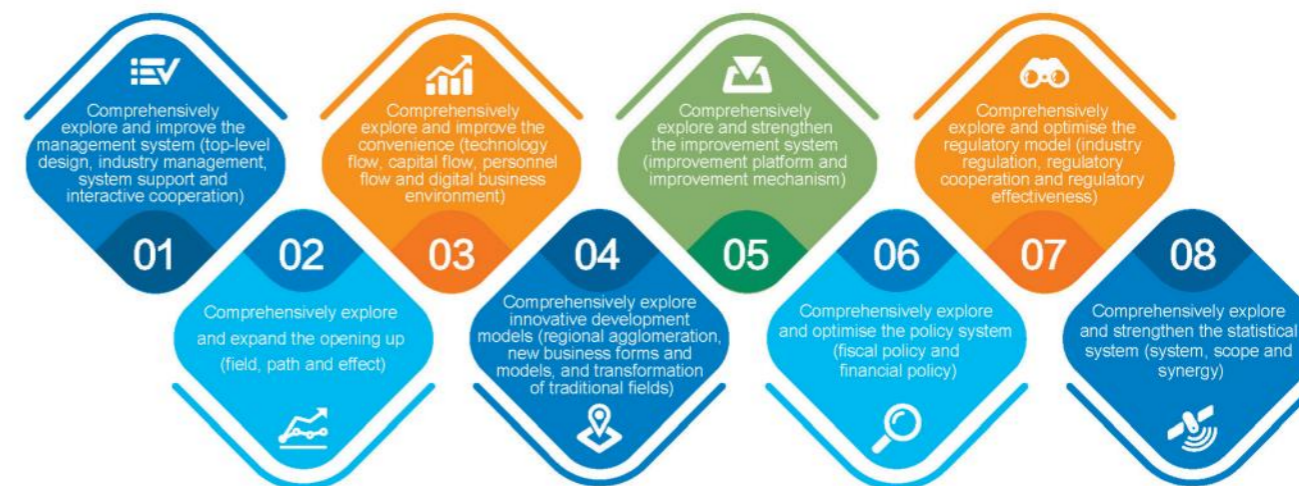 Comprehensively
explore and improve the
management system (top-level
design, industry management,
system support and
interactive cooperation)
01
02
Comprehensively explore
and expand the opening up
(field, path and effect)
Comprehensively
explore and improve the
convenience (technology
flow, capital flow, personnel
flow and digital business
environment)
03
04
Comprehensively explore
innovative development
models (regional agglomeration,
new business forms and
models, and transformation
of traditional fields)
Comprehensively
explore and strengthen
the improvement system
(improvement platform and
improvement mechanism)
05
06
Comprehensively explore
and optimise the policy system
(fiscal policy and
financial policy)
Comprehensively
explore and optimise the
regulatory model (industry
regulation, regulatory
cooperation and regulatory
effectiveness)
07
08
Comprehensively explore
and strengthen the statistical
system (system, scope and
synergy)